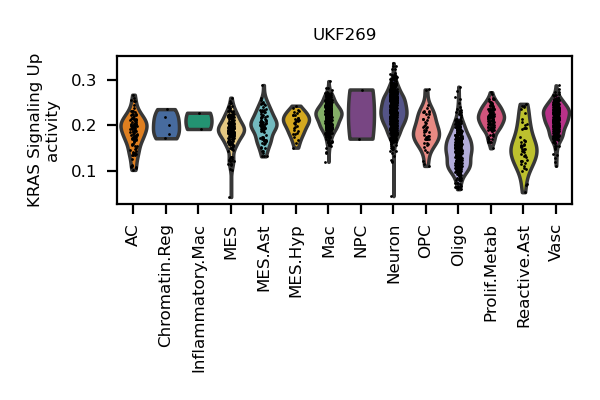 UKF269
KRAS Signaling Up
activity
0.3
0.2
0.1
AC
Chromatin.Reg
Inflammatory.Mac
MES
MES.Ast
MES.Hyp
Mac
NPC
Neuron
OPC
Oligo
Prolif.Metab
Reactive.Ast
Vasc